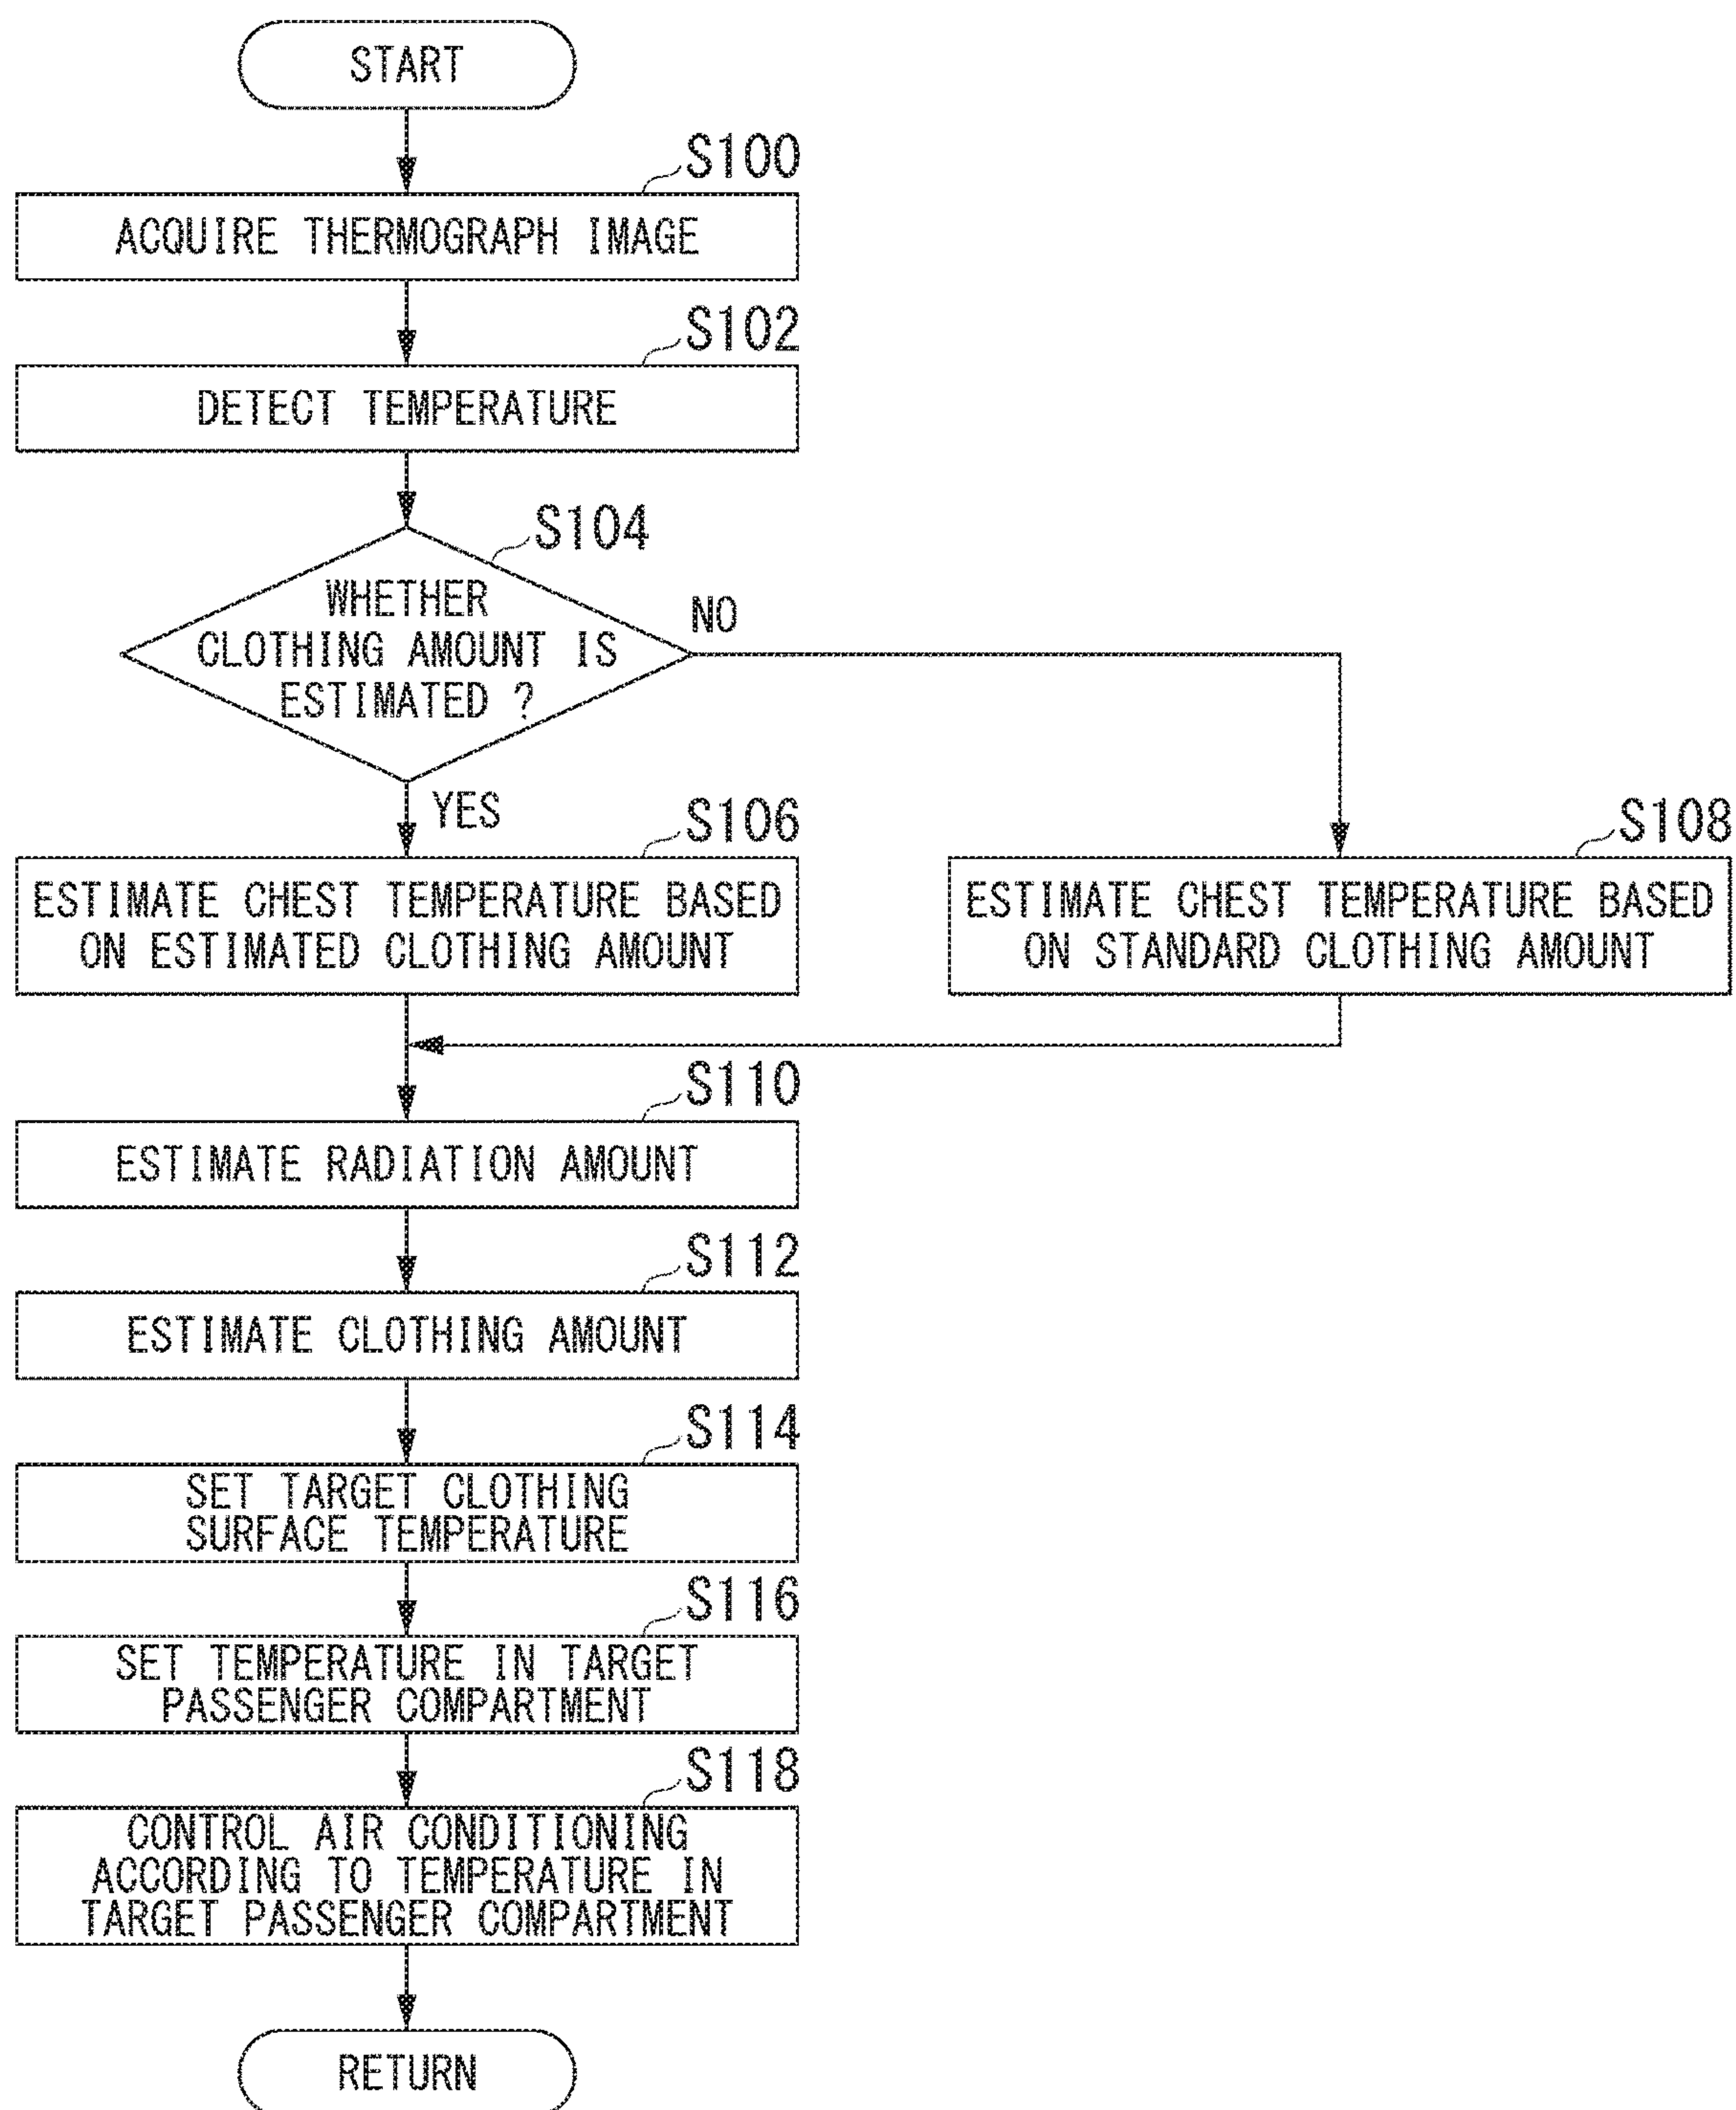 START
S100
ACQUIRE THERMOGRAPH IMAGE
S102
DETECT TEMPERATURE
S104
WHETHER
CLOTHING AMOUNT IS
ESTIMATED ?
NO
YES
S106
ESTIMATE CHEST TEMPERATURE BASED
ON ESTIMATED CLOTHING AMOUNT
S108
ESTIMATE CHEST TEMPERATURE BASED
ON STANDARD CLOTHING AMOUNT
S110
ESTIMATE RADIATION AMOUNT
S112
ESTIMATE CLOTHING AMOUNT
S114
SET TARGET CLOTHING
SURFACE TEMPERATURE
S116
SET TEMPERATURE IN TARGET
PASSENGER COMPARTMENT
S118
CONTROL AIR CONDITIONING
ACCORDING TO TEMPERATURE IN
TARGET PASSENGER COMPARTMENT
RETURN